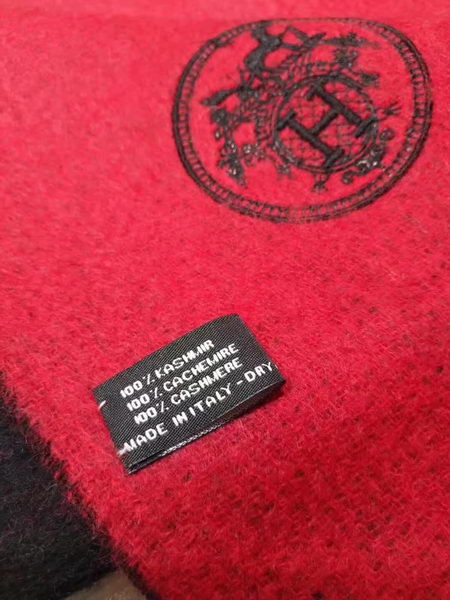 H
100% KASHMIR
100% CACHEMIRE
100% CASHMERE
MADE IN ITALY-DRY